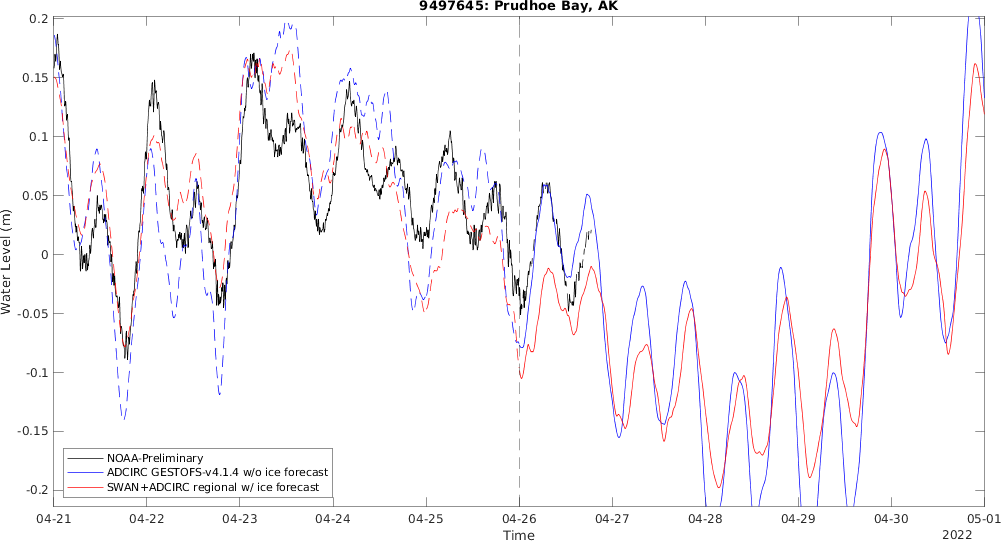 9497645: Prudhoe Bay, AK
0.2
0.15
0.1
0.05
0
-0.05
-0.1
-0.15
-0.2
Water Level (m)
NOAA-Preliminary
ADCIRC GESTOFS-v4.1.4 w/o ice forecast
SWAN+ADCIRC regional w/ ice forecast
04-21 04-22 04-23 04-24 04-25 04-26 04-27 04-28 04-29 04-30 05-01
Time
2022